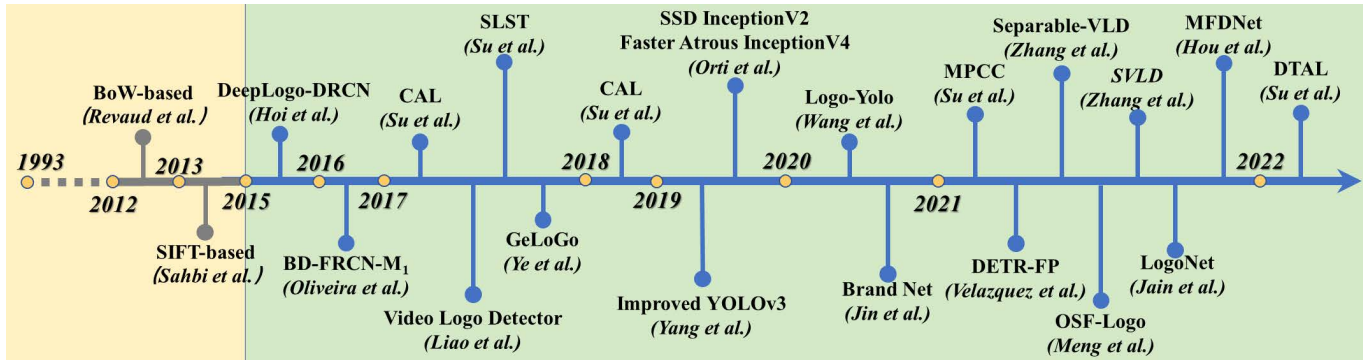 SLST
(Su et al.)
SSD InceptionV2
Faster Atrous InceptionV4
(Orti et al.)
Separable-VLD
(Zhang et al.)
MFDNet
(Hou et al.)
BoW-based
(Revaud et al.)
DeepLogo-DRCN
(Hoi et al.)
CAL
(Su et al.)
CAL
(Su et al.)
Logo-Yolo
(Wang et al.)
MPCC
(Su et al.)
SVLD
(Zhang et al.)
DTAL
(Su et al.)
1993
2012
2013
2015
2016
2017
2018
2019
2020
2021
2022
SIFT-based
(Sahbi et al.)
BD-FRCN-M1
(Oliveira et al.)
Video Logo Detector
(Liao et al.)
GeLoGo
(Ye et al.)
Improved YOLOv3
(Yang et al.)
Brand Net
(Jin et al.)
DETR-FP
(Velazquez et al.)
OSF-Logo
(Meng et al.)
LogoNet
(Jain et al.)